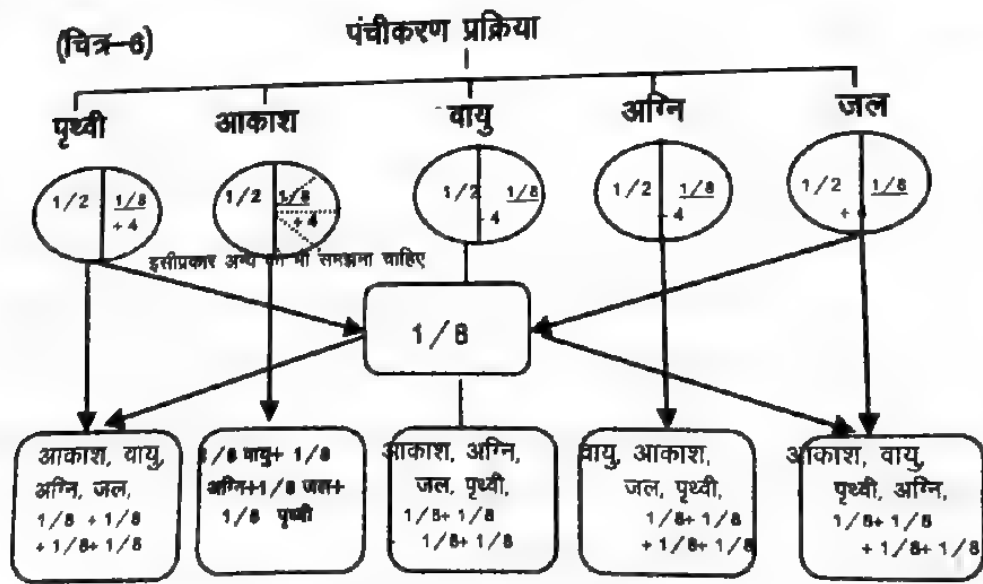 (चित्र-6)
पंचीकरण प्रक्रिया
पृथ्वी
आकाश
वायु
अग्नि
जल
1/2 1/8
÷ 4
1/2 1/8
÷ 4
1/2 1/8
÷ 4
1/2 1/8
÷ 4
1/2 1/8
÷
इसीप्रकार अन्य को भी समझना चाहिए
1/8
आकाश, वायु,
अग्नि, जल,
1/8 + 1/8
+ 1/8+ 1/8
1/8 वायु+ 1/8
अग्नि+1/8 जल+
1/8 पृथ्वी
आकाश, अग्नि,
जल, पृथ्वी,
1/8+ 1/8
1/8+ 1/8
वायु, आकाश,
जल, पृथ्वी,
1/8+ 1/8
+ 1/8+ 1/8
आकाश, वायु,
पृथ्वी, अग्नि,
1/8+ 1/8
+ 1/8+ 1/8